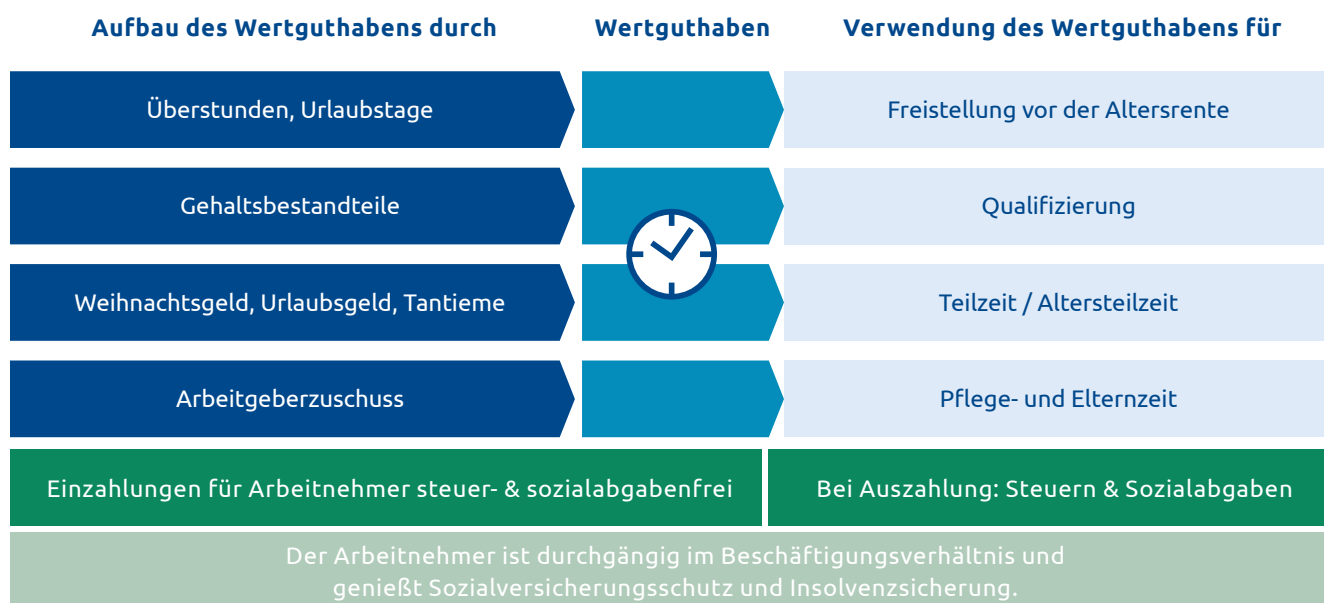 Aufbau des Wertguthabens durch
Wertguthaben
Verwendung des Wertguthabens für
Überstunden, Urlaubstage
Freistellung vor der Altersrente
Gehaltsbestandteile
Qualifizierung
Weihnachtsgeld, Urlaubsgeld, Tantieme
Teilzeit / Altersteilzeit
Arbeitgeberzuschuss
Pflege- und Elternzeit
Einzahlungen für Arbeitnehmer steuer- & sozialabgabenfrei
Bei Auszahlung: Steuern & Sozialabgaben
Der Arbeitnehmer ist durchgängig im Beschäftigungsverhältnis und
genießt Sozialversicherungsschutz und Insolvenzsicherung.